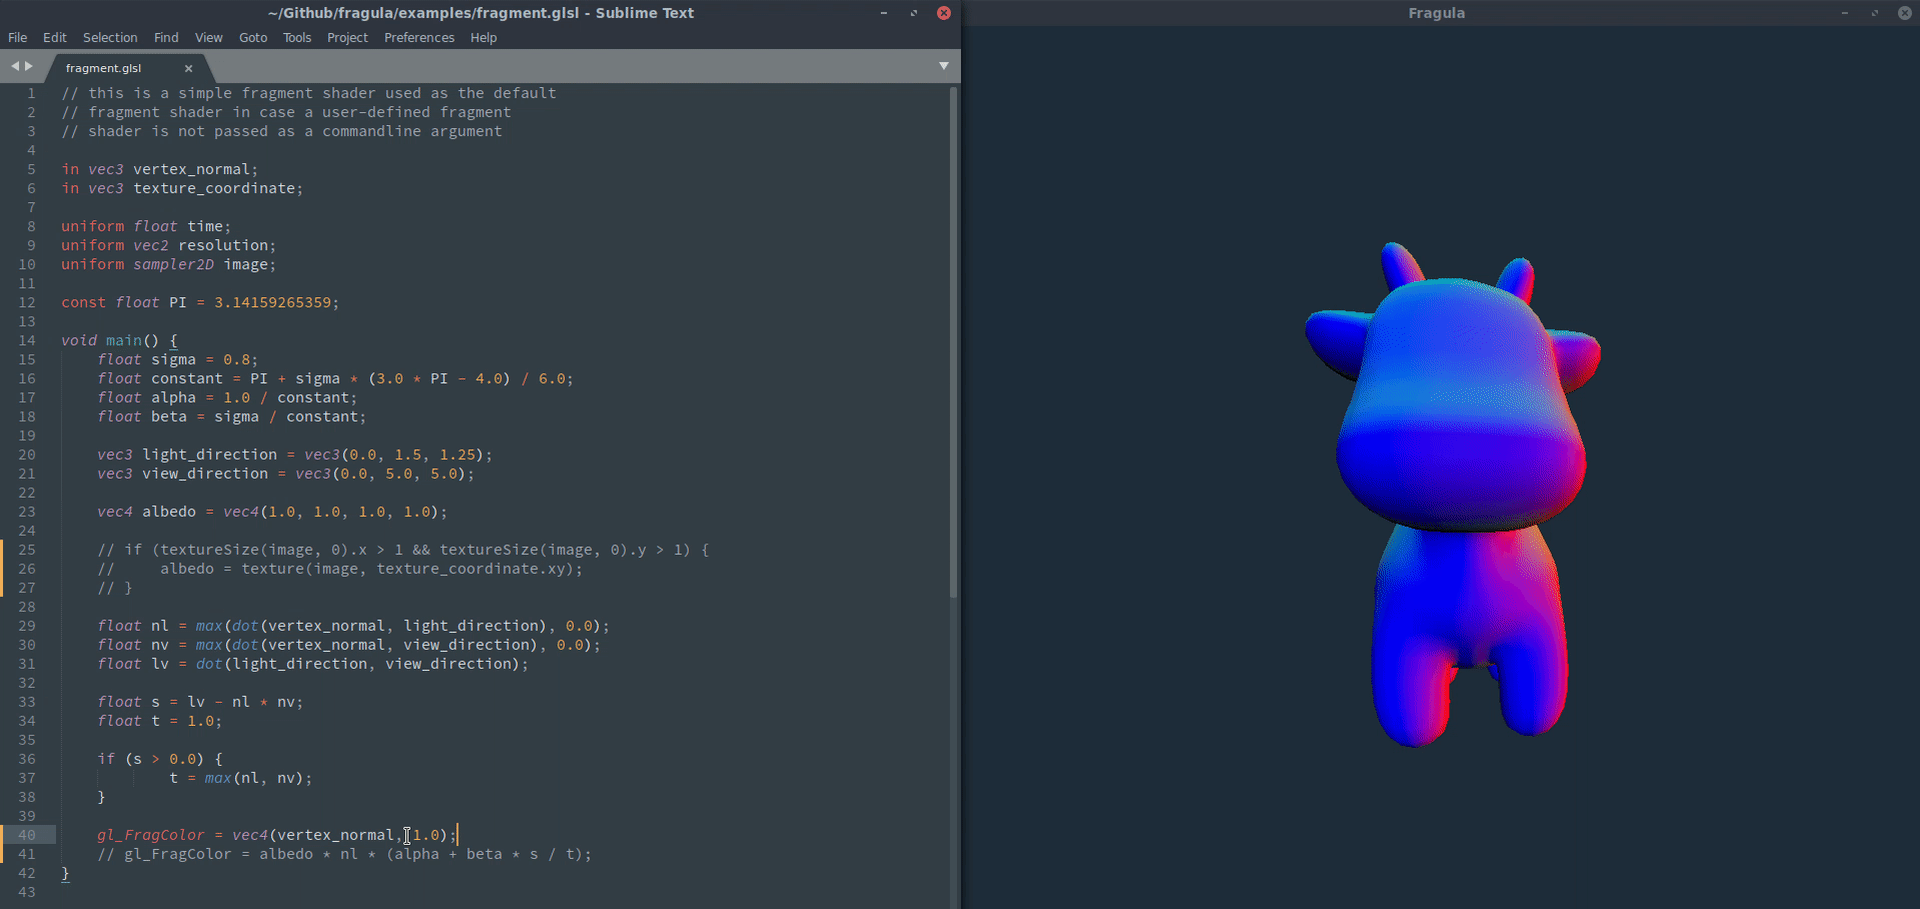 ~/Github/fragula/examples/fragment.glsl - Sublime Text
Fragula
File Edit Selection Find View Goto Tools Project Preferences Help
fragment.glsl
1 // this is a simple fragment shader used as the default
2 // fragment shader in case a user-defined fragment
3 // shader is not passed as a commandline argument
4
5 in vec3 vertex_normal;
6 in vec3 texture_coordinate;
7
8 uniform float time;
9 uniform vec2 resolution;
10 uniform sampler2D image;
11
12 const float PI = 3.14159265359;
13
14 void main() {
15 float sigma = 0.8;
16 float constant = PI + sigma * (3.0 * PI - 4.0) / 6.0;
17 float alpha = 1.0 / constant;
18 float beta = sigma / constant;
19
20 vec3 light_direction = vec3(0.0, 1.5, 1.25);
21 vec3 view_direction = vec3(0.0, 5.0, 5.0);
22
23 vec4 albedo = vec4(1.0, 1.0, 1.0, 1.0);
24
25 // if (textureSize(image, 0).x > 1 && textureSize(image, 0).y > 1) {
26 //     albedo = texture(image, texture_coordinate.xy);
27 // }
28
29 float nl = max(dot(vertex_normal, light_direction), 0.0);
30 float nv = max(dot(vertex_normal, view_direction), 0.0);
31 float lv = dot(light_direction, view_direction);
32
33 float s = lv - nl * nv;
34 float t = 1.0;
35
36 if (s > 0.0) {
37 t = max(nl, nv);
38 }
39
40 gl_FragColor = vec4(vertex_normal, 1.0);
41 // gl_FragColor = albedo * nl * (alpha + beta * s / t);
42 }
43